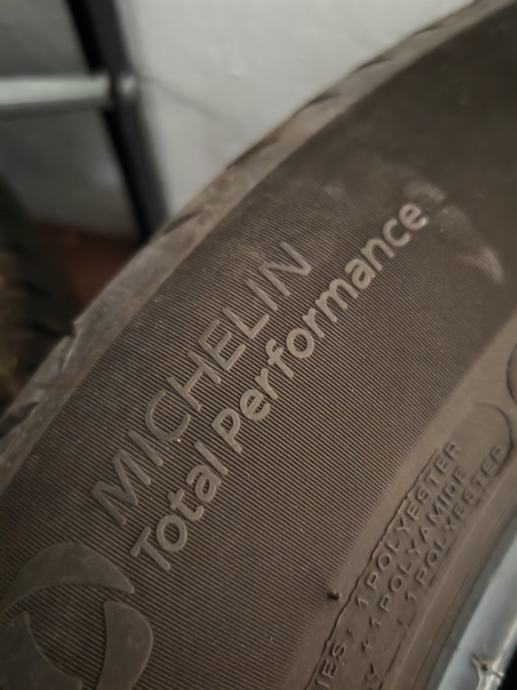 MICHELIN
Total Performance
1 POLYESTER
+ 1 POLYAMIDE
1 POLYESTER